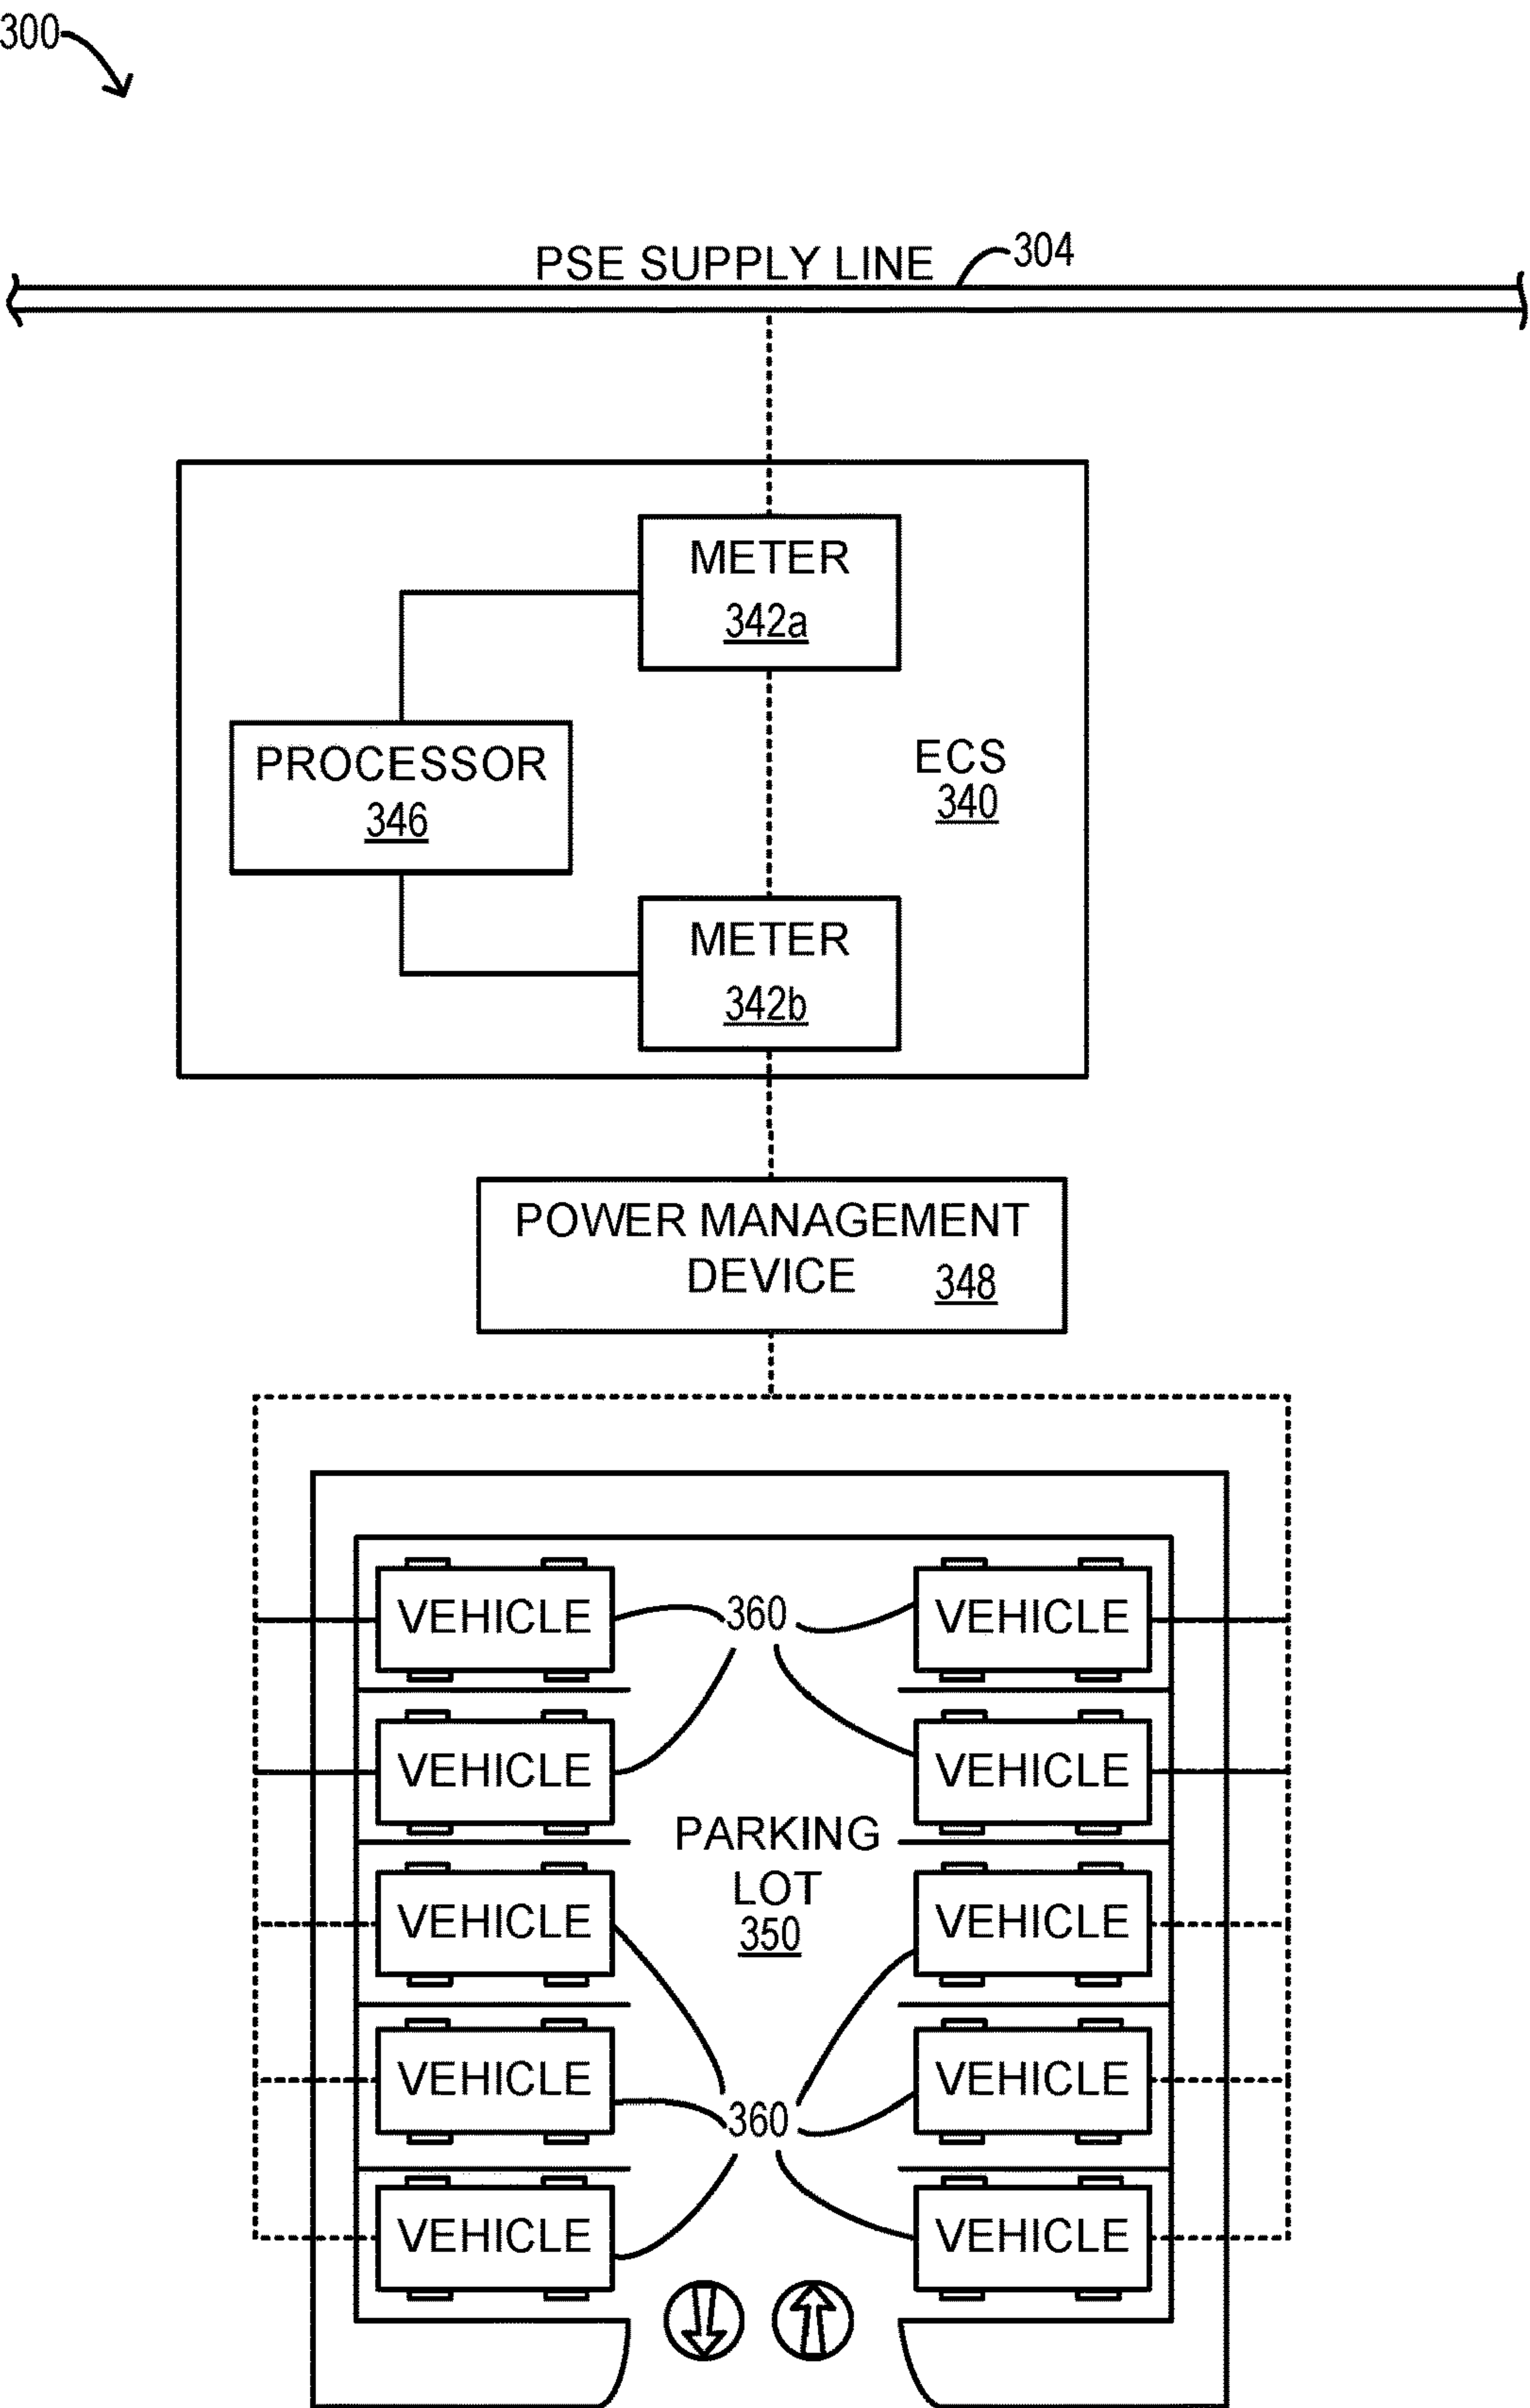 300
PSE SUPPLY LINE 304
METER
342a
PROCESSOR
346
ECS
340
METER
342b
POWER MANAGEMENT
DEVICE 348
VEHICLE 360 VEHICLE
VEHICLE VEHICLE
PARKING
LOT
350
VEHICLE VEHICLE
VEHICLE VEHICLE
360
VEHICLE VEHICLE